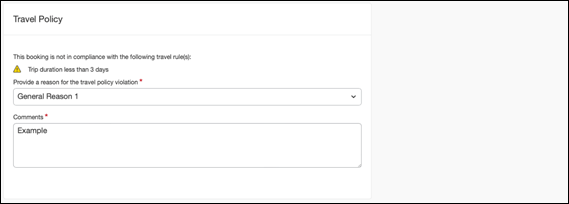 Travel Policy
This booking is not in compliance with the following travel rule(s):
Trip duration less than 3 days
Provide a reason for the travel policy violation *
General Reason 1
Comments *
Example